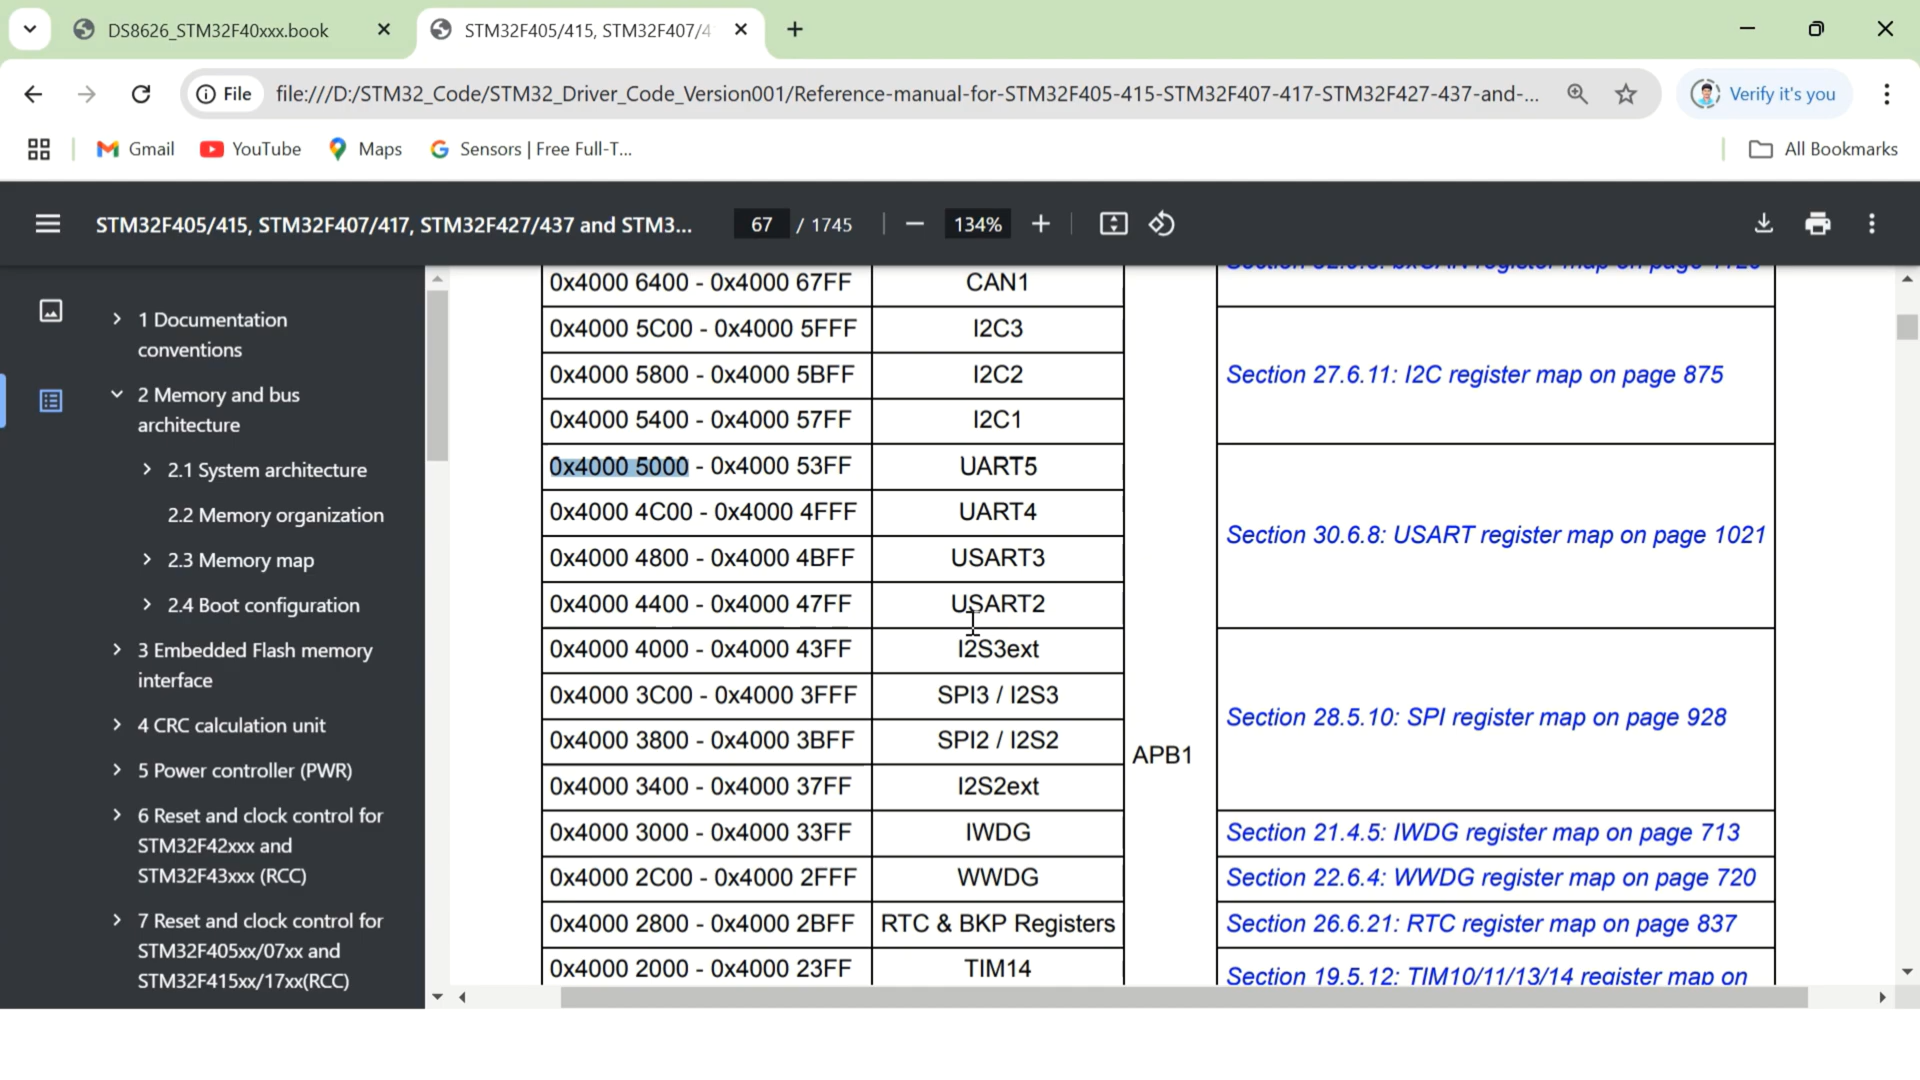 DS8626_STM32F40xxx.book
STM32F405/415, STM32F407/4
File
file:///D:/STM32_Code/STM32_Driver_Code_Version001/Reference-manual-for-STM32F405-415-STM32F407-417-STM32F427-437-and-...
Verify it's you
Gmail
YouTube
Maps
Sensors | Free Full-T...
All Bookmarks
STM32F405/415, STM32F407/417, STM32F427/437 and STM3...
67 / 1745
134%
1 Documentation
conventions
2 Memory and bus
architecture
2.1 System architecture
2.2 Memory organization
2.3 Memory map
2.4 Boot configuration
3 Embedded Flash memory
interface
4 CRC calculation unit
5 Power controller (PWR)
6 Reset and clock control for
STM32F42xxx and
STM32F43xxx (RCC)
7 Reset and clock control for
STM32F405xx/07xx and
STM32F415xx/17xx(RCC)
0x4000 6400 - 0x4000 67FF CAN1
0x4000 5C00 - 0x4000 5FFF I2C3
0x4000 5800 - 0x4000 5BFF I2C2 Section 27.6.11: I2C register map on page 875
0x4000 5400 - 0x4000 57FF I2C1
0x4000 5000 - 0x4000 53FF UART5
0x4000 4C00 - 0x4000 4FFF UART4
Section 30.6.8: USART register map on page 1021
0x4000 4800 - 0x4000 4BFF USART3
0x4000 4400 - 0x4000 47FF USART2
0x4000 4000 - 0x4000 43FF I2S3ext
0x4000 3C00 - 0x4000 3FFF SPI3 / I2S3
Section 28.5.10: SPI register map on page 928
0x4000 3800 - 0x4000 3BFF SPI2 / I2S2
APB1
0x4000 3400 - 0x4000 37FF I2S2ext
0x4000 3000 - 0x4000 33FF IWDG Section 21.4.5: IWDG register map on page 713
0x4000 2C00 - 0x4000 2FFF WWDG Section 22.6.4: WWDG register map on page 720
0x4000 2800 - 0x4000 2BFF RTC & BKP Registers Section 26.6.21: RTC register map on page 837
0x4000 2000 - 0x4000 23FF TIM14 Section 19.5.12: TIM10/11/13/14 register map on